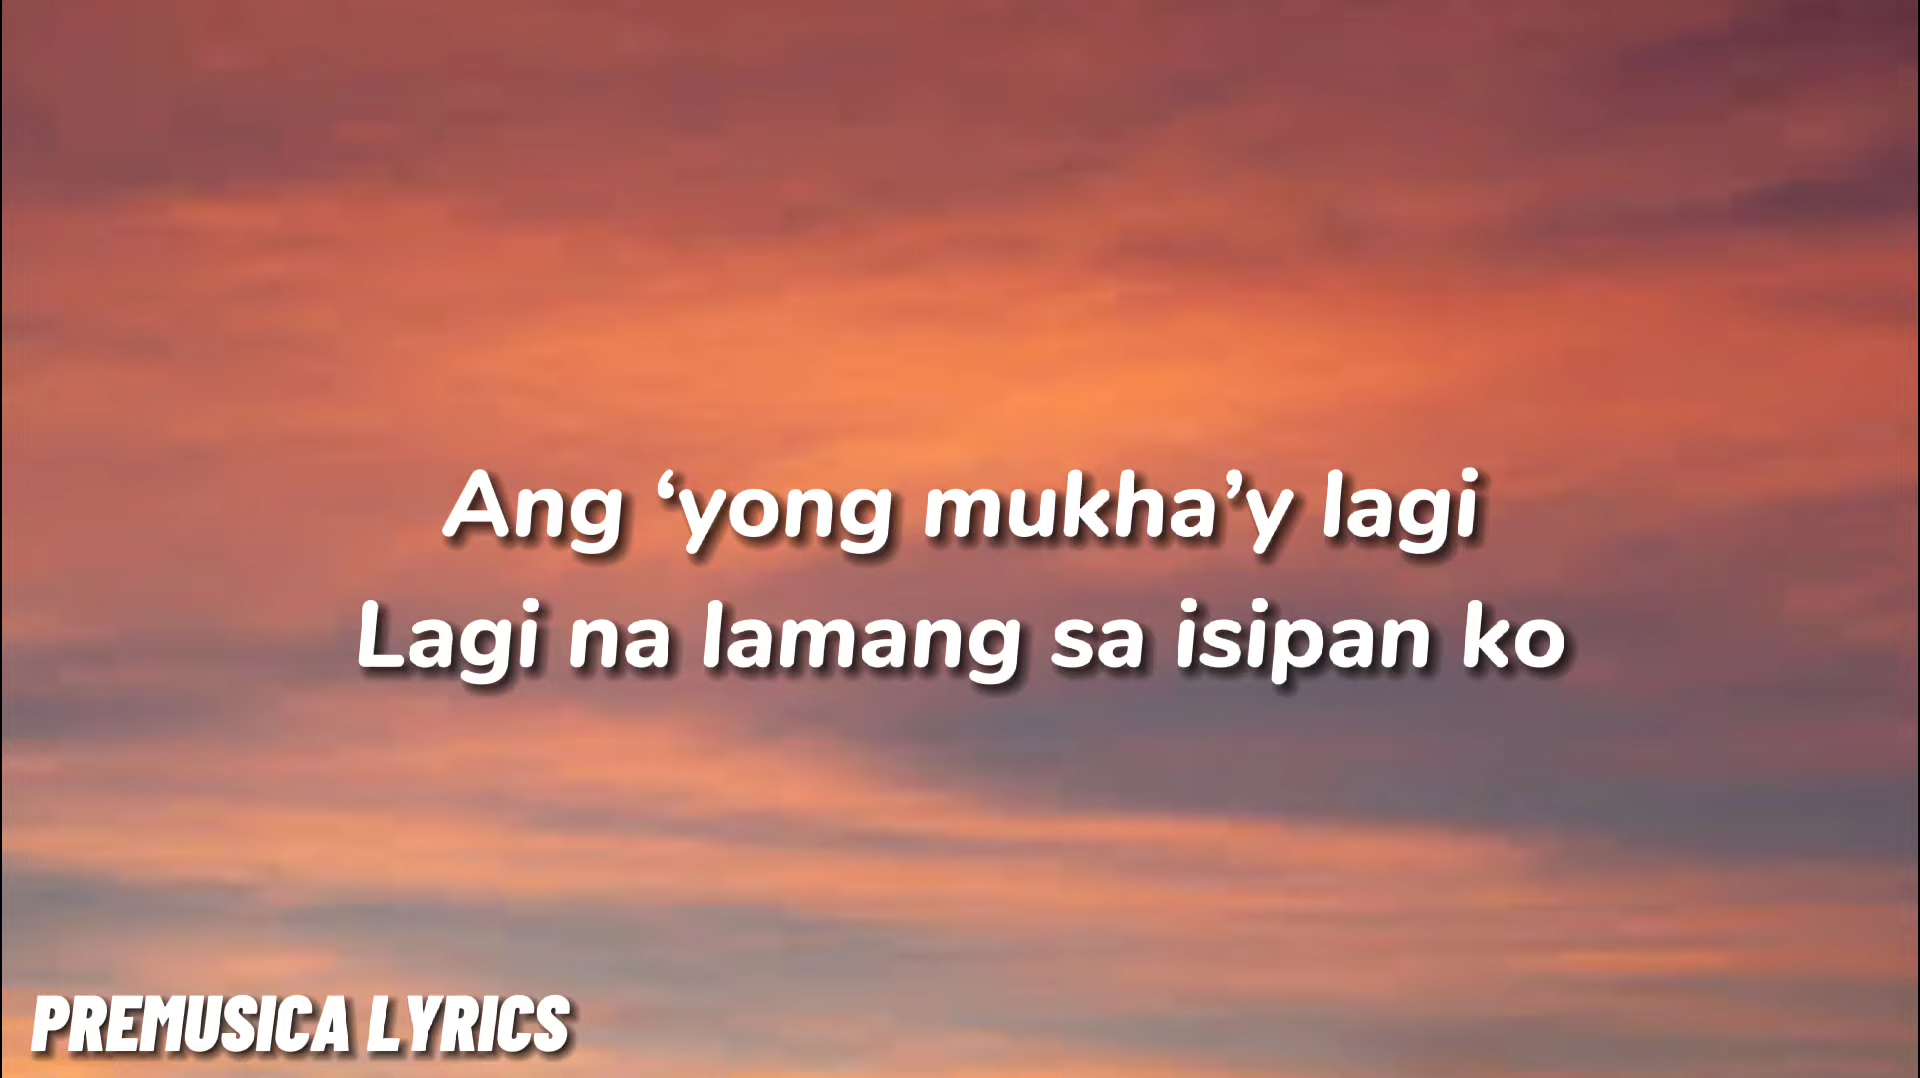 Ang ‘yong mukha’y lagi
Lagi na lamang sa isipan ko
PREMUSICA LYRICS